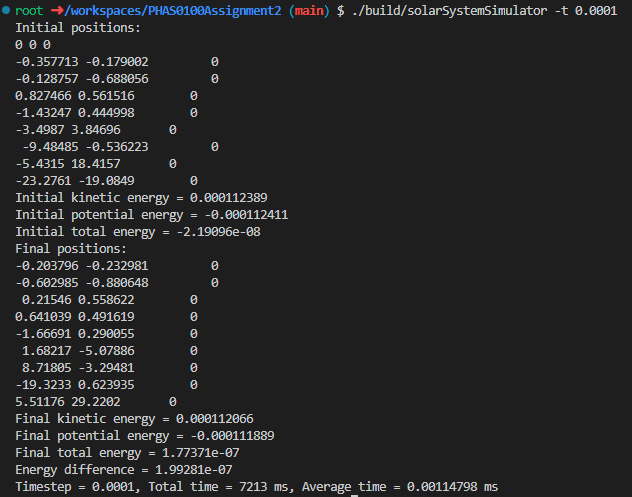 root ➜/workspaces/PHAS0100Assignment2 (main) $ ./build/solarSystemSimulator -t 0.0001
Initial positions:
0 0 0
-0.357713 -0.179002 0
-0.128757 -0.688056 0
0.827466 0.561516 0
-1.43247 0.444998 0
-3.4987 3.84696 0
-9.48485 -0.536223 0
-5.4315 18.4157 0
-23.2761 -19.0849 0
Initial kinetic energy = 0.000112389
Initial potential energy = -0.000112411
Initial total energy = -2.19096e-08
Final positions:
-0.203796 -0.232981 0
-0.602985 -0.880648 0
0.21546 0.558622 0
0.641039 0.491619 0
-1.66691 0.290055 0
1.68217 -5.07886 0
8.71805 -3.29481 0
-19.3233 0.623935 0
5.51176 29.2202 0
Final kinetic energy = 0.000112066
Final potential energy = -0.000111889
Final total energy = 1.77371e-07
Energy difference = 1.99281e-07
Timestep = 0.0001, Total time = 7213 ms, Average time = 0.00114798 ms